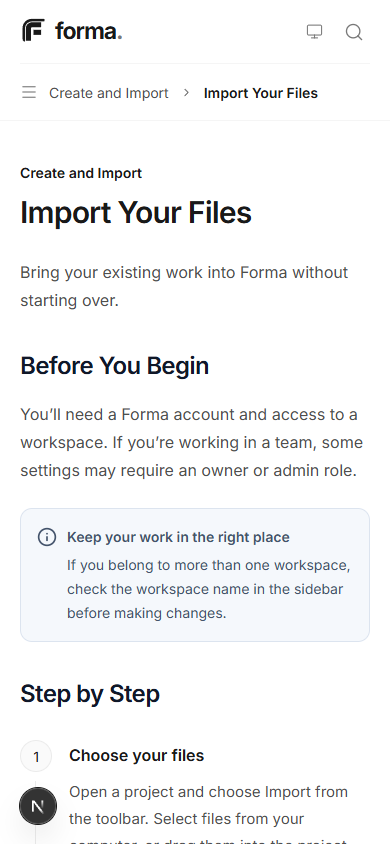 forma.
Create and Import > Import Your Files
Create and Import
Import Your Files
Bring your existing work into Forma without
starting over.
Before You Begin
You’ll need a Forma account and access to a
workspace. If you’re working in a team, some
settings may require an owner or admin role.
Keep your work in the right place
If you belong to more than one workspace,
check the workspace name in the sidebar
before making changes.
Step by Step
1 Choose your files
Open a project and choose Import from
N
the toolbar. Select files from your
computer, or drag them into the project